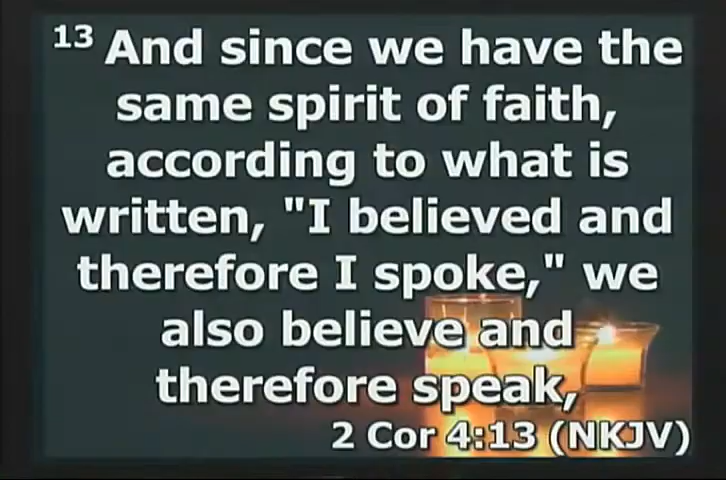 13 And since we have the
same spirit of faith,
according to what is
written, "I believed and
therefore I spoke," we
also believe and
therefore speak,
2 Cor 4:13 (NKJV)